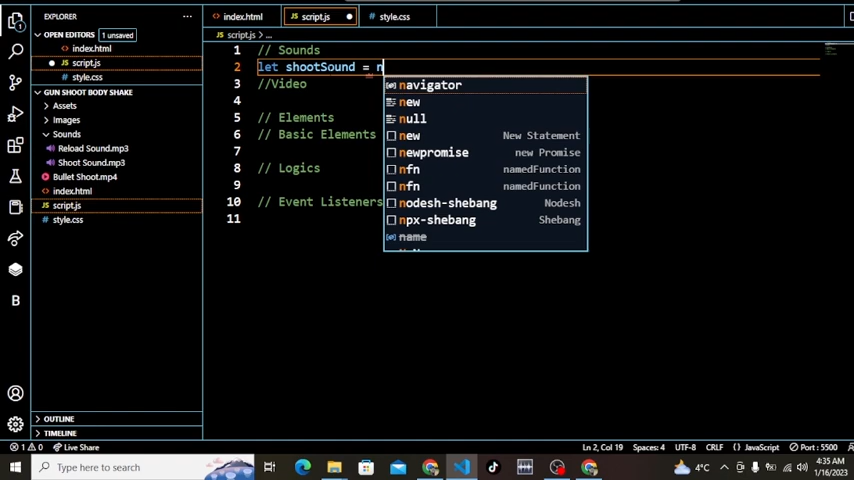 EXPLORER
...
index.html
JS script.js
style.css
OPEN EDITORS 1 unsaved
index.html
JS script.js
style.css
GUN SHOOT BODY SHAKE
Assets
Images
Sounds
Reload Sound.mp3
Shoot Sound.mp3
Bullet Shoot.mp4
index.html
JS script.js
style.css
B
OUTLINE
TIMELINE
JS script.js > ...
1 // Sounds
2 let shootSound = n
3 //Video
4
5 // Elements
6 // Basic Elements
7
8 // Logics
9
10 // Event Listeners
11
navigator
new
null
new New Statement
newpromise new Promise
nfn namedFunction
nfn namedFunction
nodesh-shebang Nodesh
npx-shebang Shebang
name
1 0 Live Share
Ln 2, Col 19 Spaces: 4 UTF-8 CRLF {} JavaScript Port : 5500
Type here to search
4°C
4:35 AM
1/16/2023